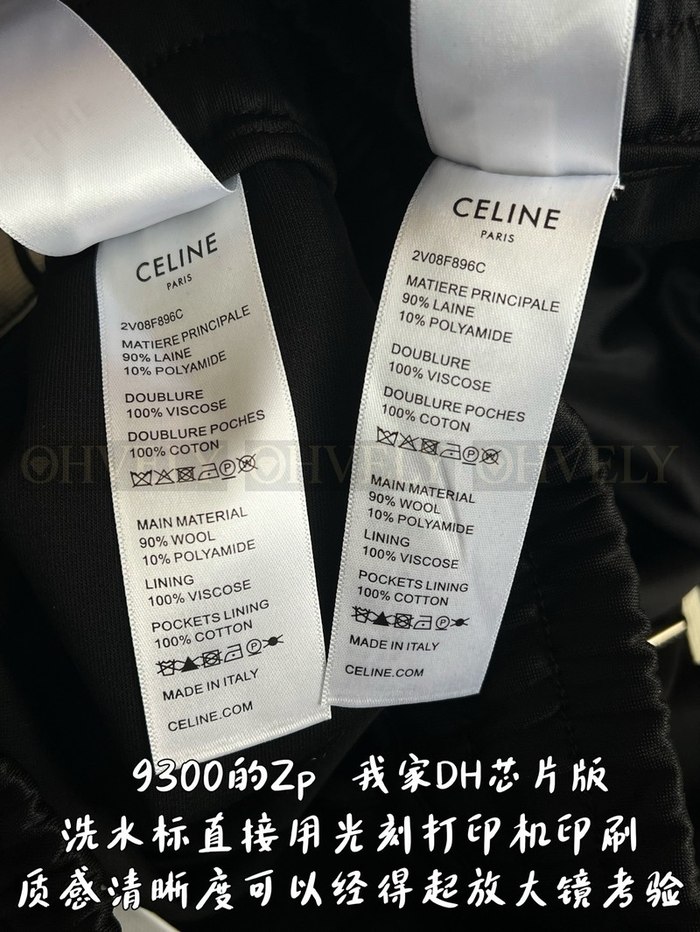 CELINE
PARIS
2V08F896C
MATIERE PRINCIPALE
90% LAINE
10% POLYAMIDE
DOUBLURE
100% VISCOSE
DOUBLURE POCHES
100% COTON
MAIN MATERIAL
90% WOOL
10% POLYAMIDE
LINING
100% VISCOSE
POCKETS LINING
100% COTTON
MADE IN ITALY
CELINE.COM
CELINE
PARIS
2V08F896C
MATIERE PRINCIPALE
90% LAINE
10% POLYAMIDE
DOUBLURE
100% VISCOSE
DOUBLURE POCHES
100% COTON
MAIN MATERIAL
90% WOOL
10% POLYAMIDE
LINING
100% VISCOSE
POCKETS LINING
100% COTTON
MADE IN ITALY
CELINE.COM
OHVELY OHVELY OHVELY
9300的Zp 我家DH芯片版
洗水标直接用光刻打印机印刷
质感清晰度可以经得起放大镜考验